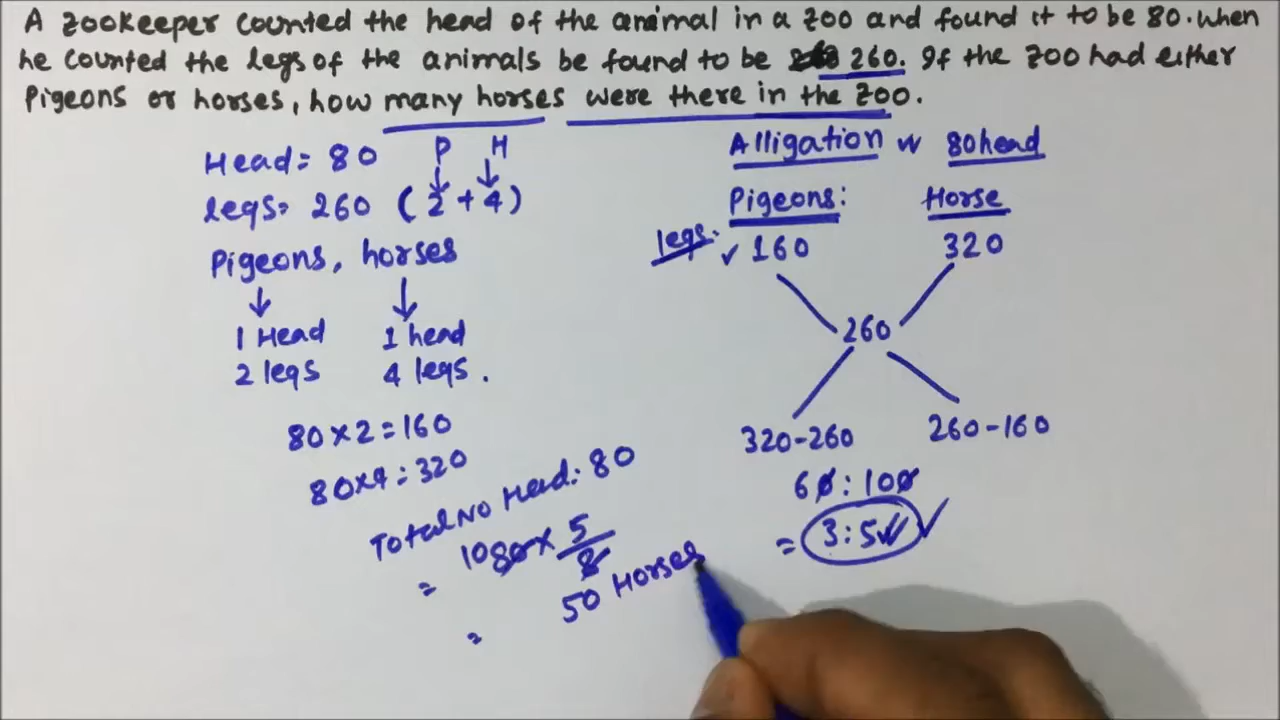 A zookeeper counted the head of the animal in a zoo and found it to be 80. when
he counted the legs of the animals be found to be 260. If the zoo had either
Pigeons or horses, how many horses were there in the zoo.
Head = 80 P H
legs = 260 (2 + 4)
Pigeons, horses
1 Head 1 head
2 legs 4 legs.
80 × 2 = 160
80 × 4 = 320
Total No Head: 80
= 10 80 × 5/8
= 50 Horses
Alligation 80 head
Pigeons: Horse
legs. ✓ 160 320
260
320-260 260-160
60 : 100
= 3:5 ✓✓